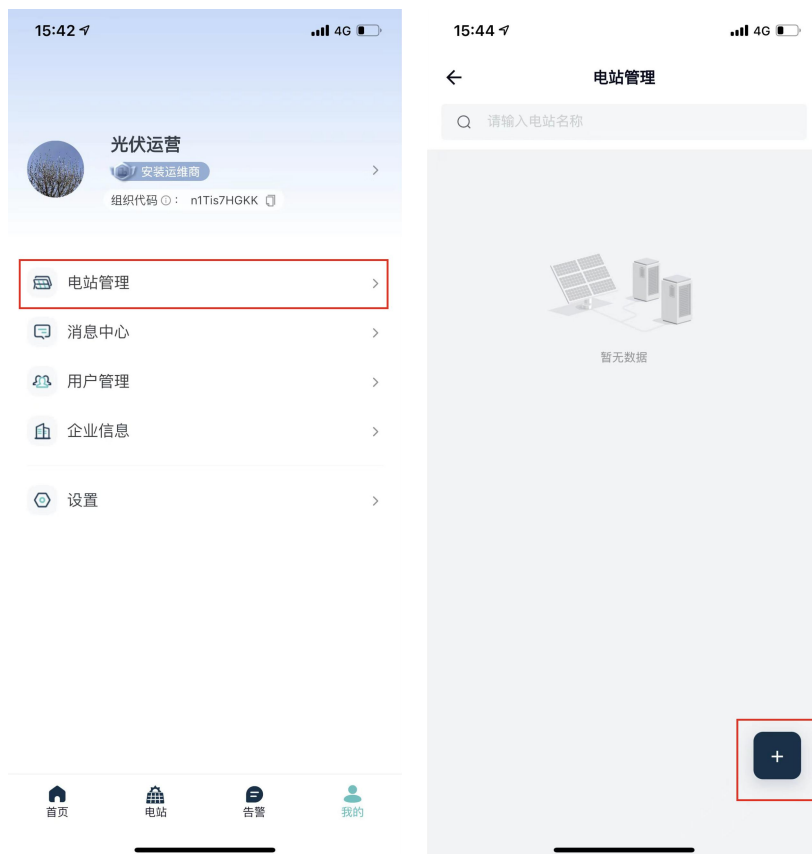 15:42
4G
光伏运营
安装运维商
组织代码 : n1Tis7HGKK
电站管理
消息中心
用户管理
企业信息
设置
首页
电站
告警
我的
15:44
4G
电站管理
请输入电站名称
暂无数据
+